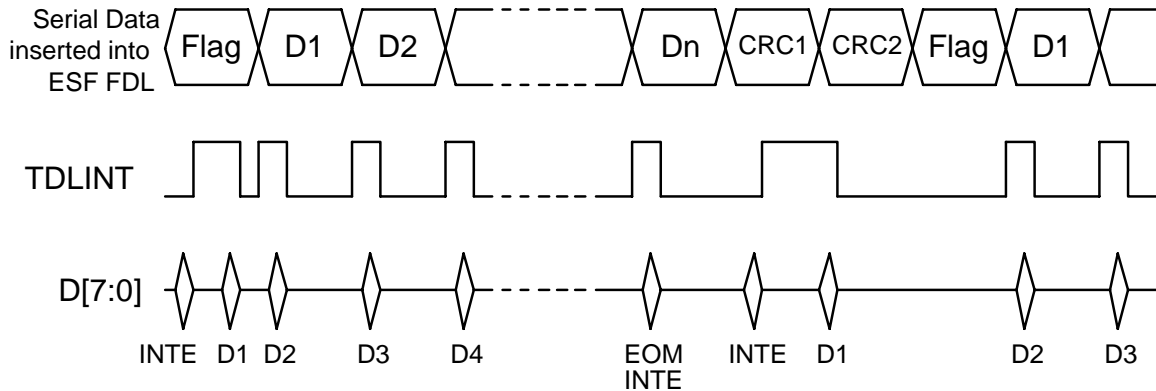 Serial Data
inserted into
ESF FDL
Flag D1 D2 Dn CRC1 CRC2 Flag D1
TDLINT
D[7:0]
INTE D1 D2 D3 D4 EOM INTE D1 D2 D3
INTE